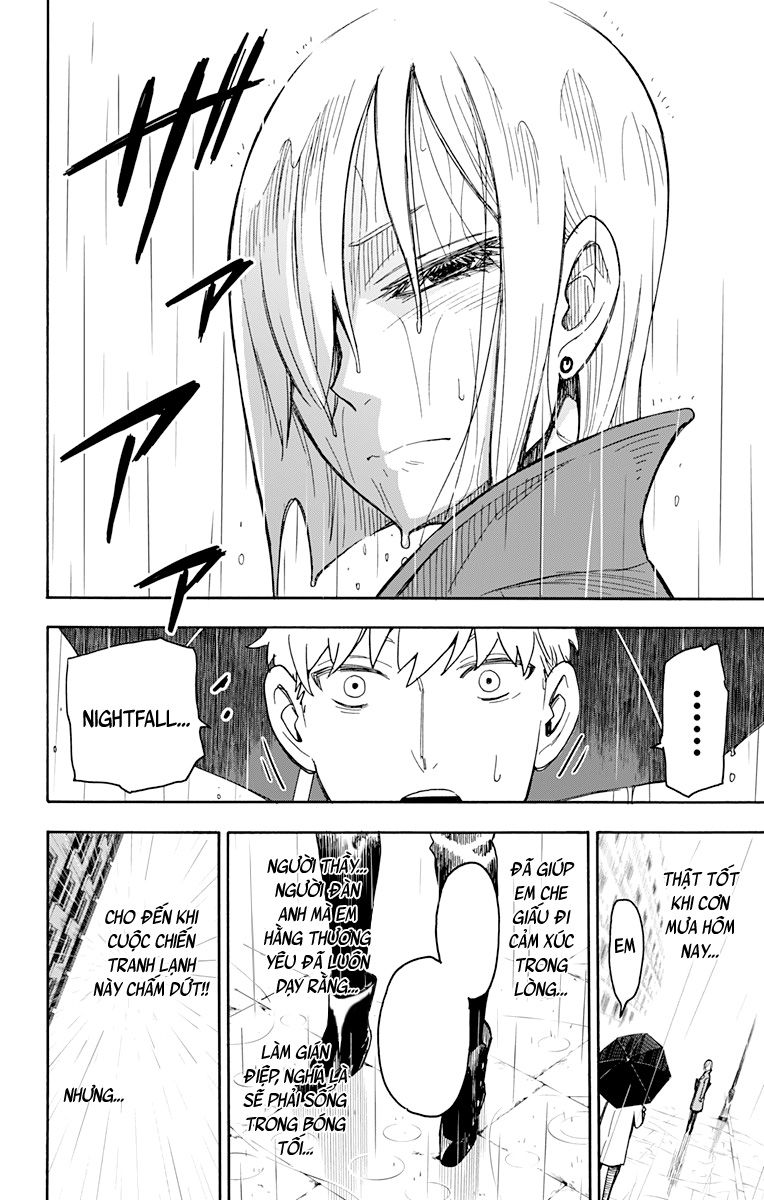 ザァァァ
......
NIGHTFALL...
THẬT TỐT
KHI CƠN
MƯA HÔM
NAY...
EM
ĐÃ GIÚP
EM CHE
GIẤU ĐI
CẢM XÚC
TRONG
LÒNG...
NGƯỜI THẦY...
NGƯỜI ĐÀN
ANH MÀ EM
HẰNG THƯƠNG
YÊU ĐÃ LUÔN
DẠY RẰNG...
LÀM GIÁN
ĐIỆP, NGHĨA LÀ
SẼ PHẢI SỐNG
TRONG BÓNG
TỐI...
CHO ĐẾN KHI
CUỘC CHIẾN
TRANH LẠNH
NÀY CHẤM DỨT!!
NHƯNG...